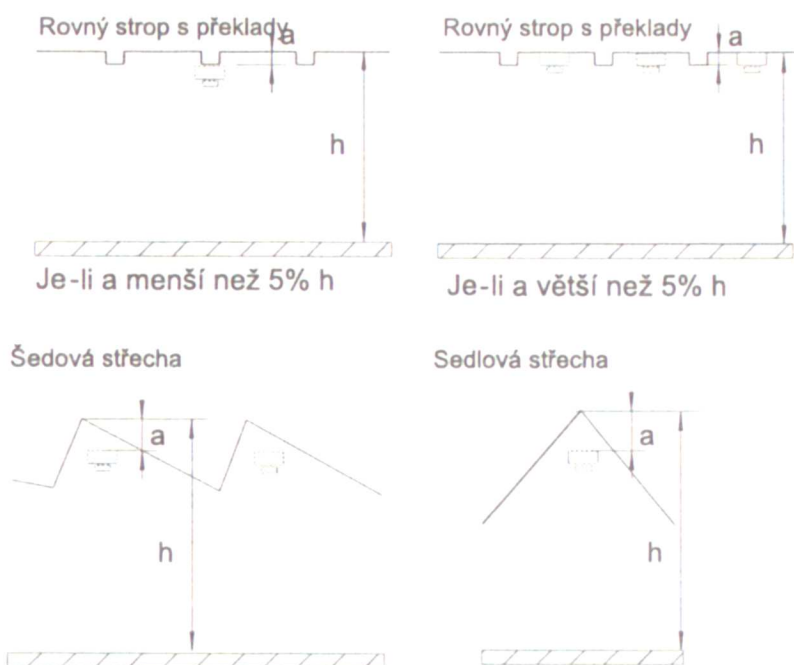 Rovný strop s překlady
a
h
Je-li a menší než 5% h
Rovný strop s překlady
a
h
Je-li a větší než 5% h
Šedová střecha
a
h
Sedlová střecha
a
h